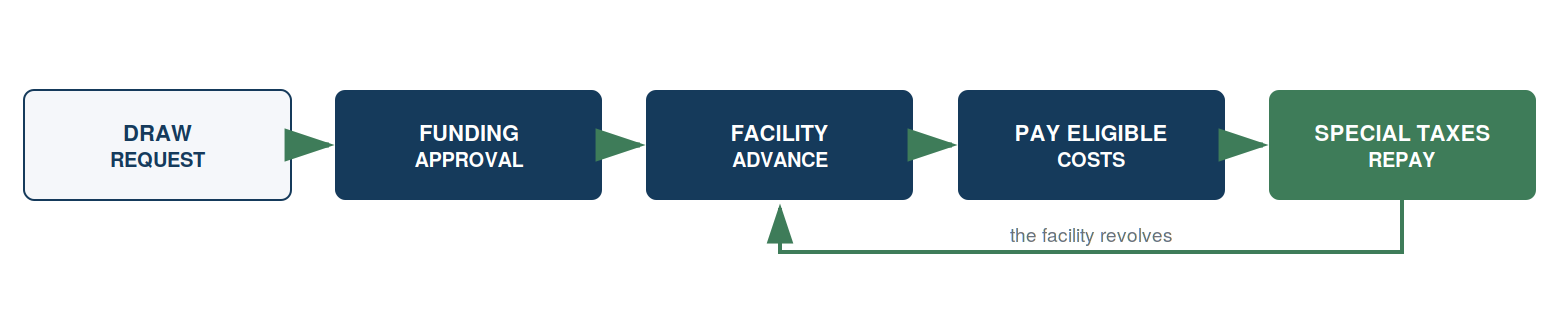 DRAW
REQUEST
FUNDING
APPROVAL
FACILITY
ADVANCE
PAY ELIGIBLE
COSTS
SPECIAL TAXES
REPAY
the facility revolves